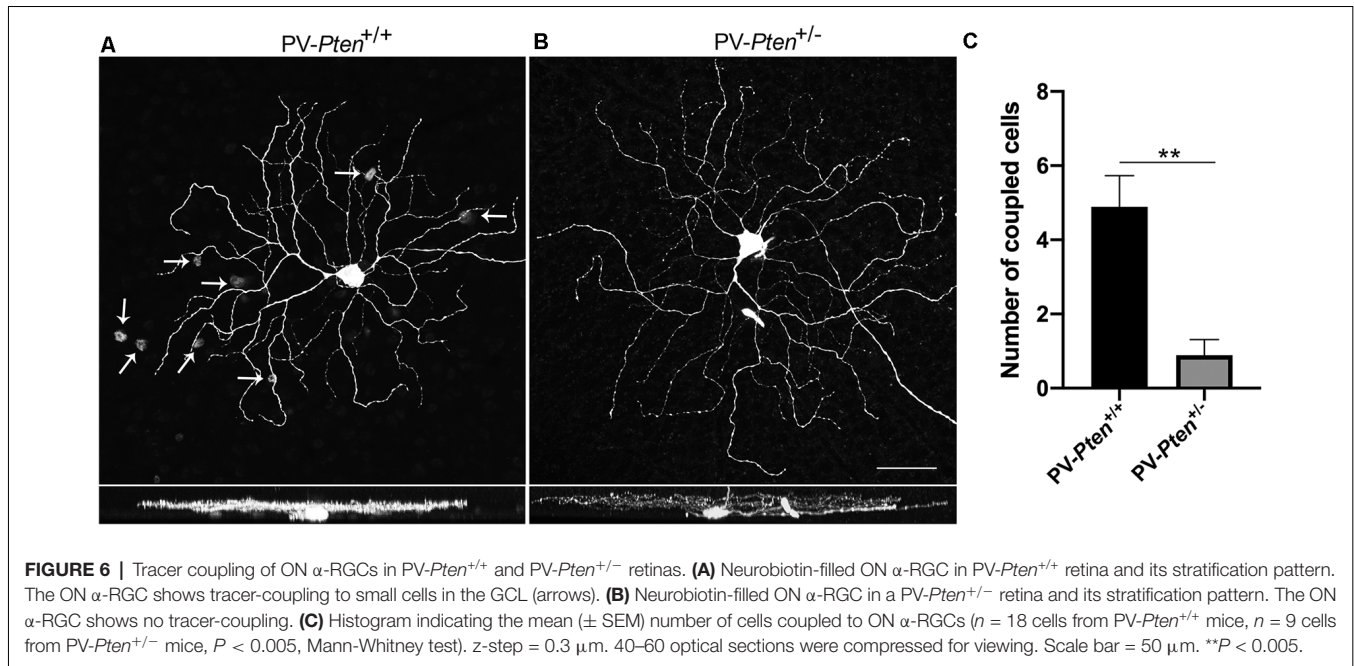 A
PV-Pten+/+
B
PV-Pten+/-
C
Number of coupled cells
8
6
4
2
0
**
PV-Pten+/+
PV-Pten+/-
FIGURE 6 | Tracer coupling of ON α-RGCs in PV-Pten+/+ and PV-Pten+/− retinas. (A) Neurobiotin-filled ON α-RGC in PV-Pten+/+ retina and its stratification pattern.
The ON α-RGC shows tracer-coupling to small cells in the GCL (arrows). (B) Neurobiotin-filled ON α-RGC in a PV-Pten+/− retina and its stratification pattern. The ON
α-RGC shows no tracer-coupling. (C) Histogram indicating the mean (± SEM) number of cells coupled to ON α-RGCs (n = 18 cells from PV-Pten+/+ mice, n = 9 cells
from PV-Pten+/− mice, P < 0.005, Mann-Whitney test). z-step = 0.3 μm. 40–60 optical sections were compressed for viewing. Scale bar = 50 μm. **P < 0.005.